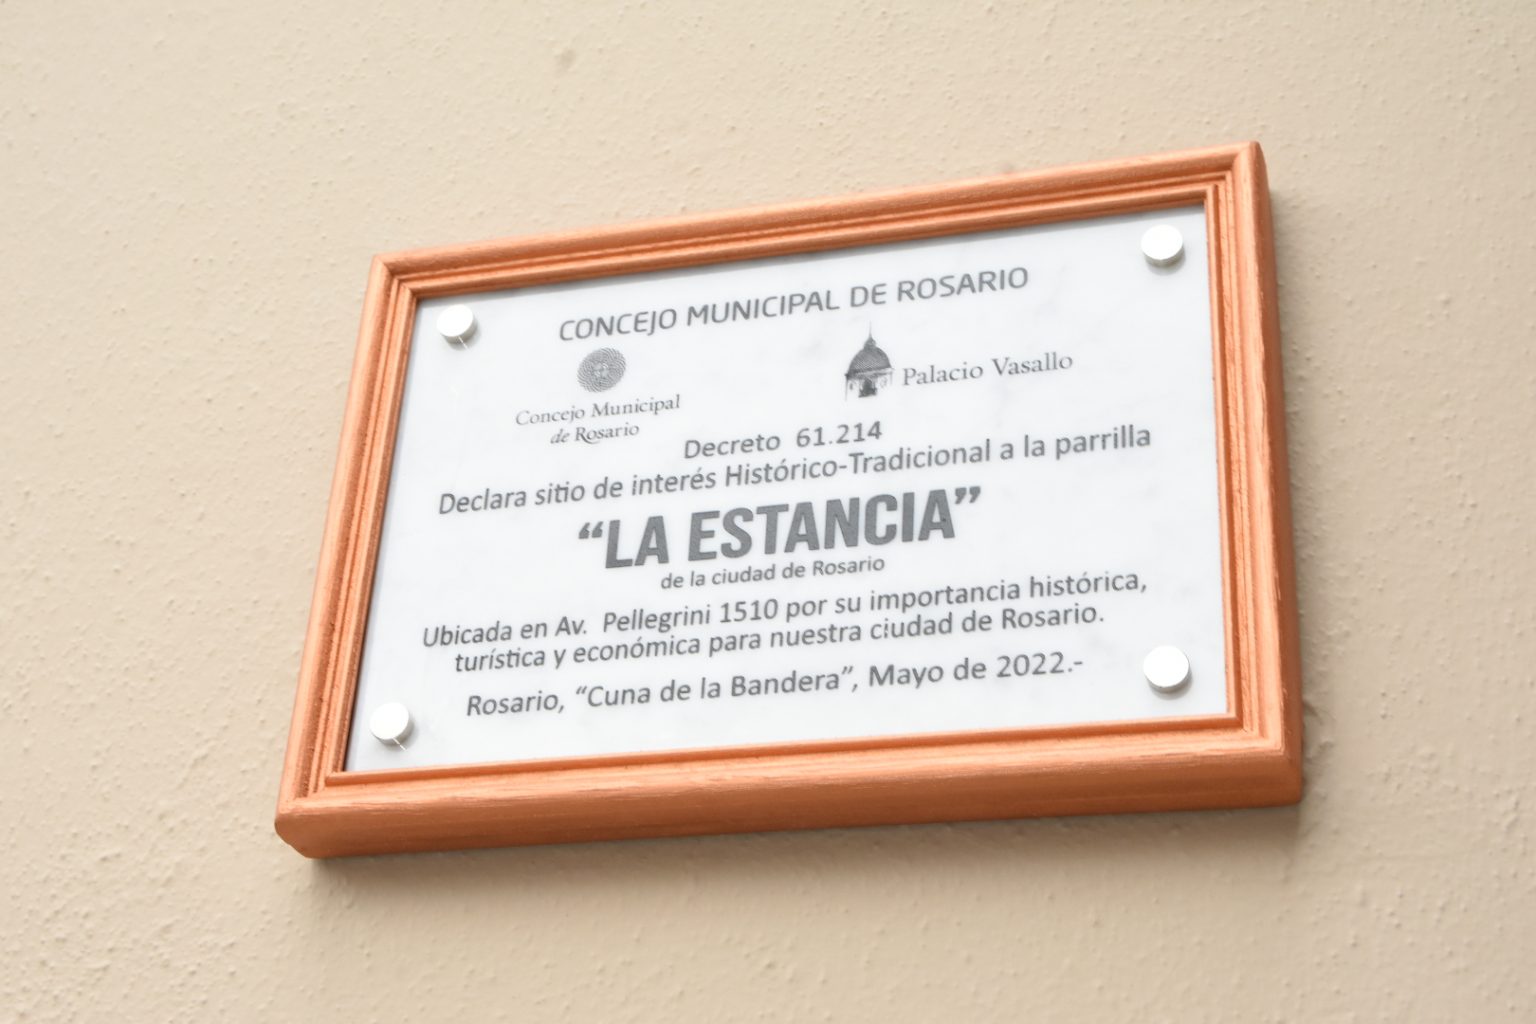 CONCEJO MUNICIPAL DE ROSARIO
Concejo Municipal
de Rosario
Palacio Vasallo
Decreto 61.214
Declara sitio de interés Histórico-Tradicional a la parrilla
“LA ESTANCIA”
de la ciudad de Rosario
Ubicada en Av. Pellegrini 1510 por su importancia histórica,
turística y económica para nuestra ciudad de Rosario.
Rosario, “Cuna de la Bandera”, Mayo de 2022.-